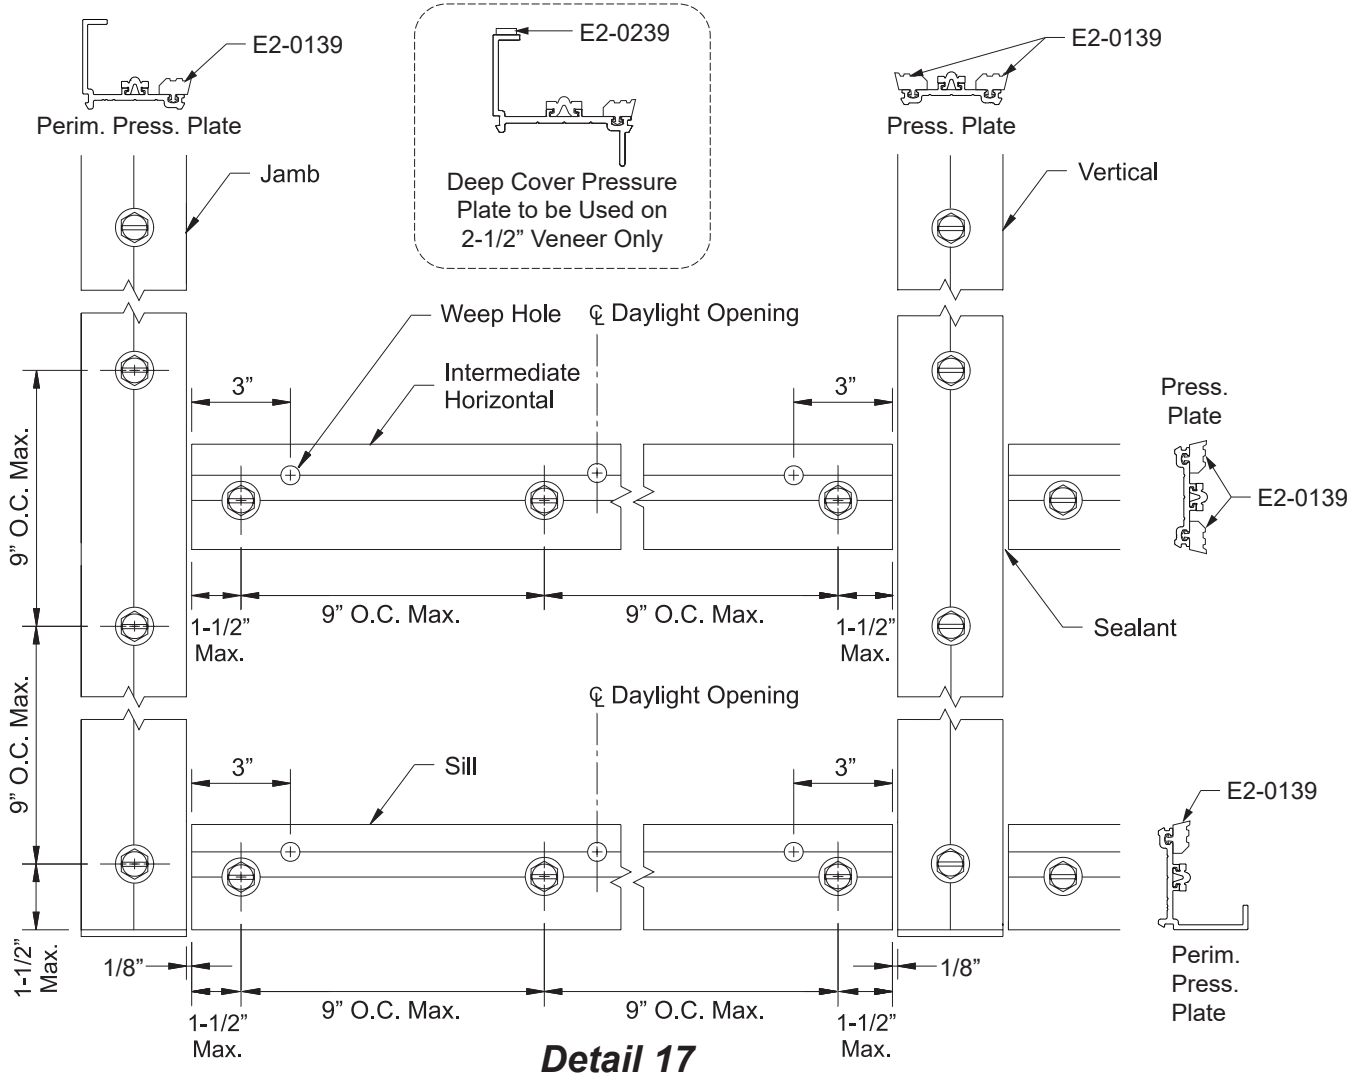 E2-0139
E2-0239
E2-0139
Perim. Press. Plate
Press. Plate
Deep Cover Pressure
Plate to be Used on
2-1/2” Veneer Only
Jamb
Vertical
Weep Hole
℄ Daylight Opening
Intermediate
Horizontal
3”
3”
Press.
Plate
E2-0139
9” O.C. Max.
9” O.C. Max.
9” O.C. Max.
1-1/2”
Max.
1-1/2”
Max.
Sealant
℄ Daylight Opening
9” O.C. Max.
3”
Sill
3”
E2-0139
1-1/2”
Max.
1/8”
1/8”
Perim.
Press.
Plate
9” O.C. Max.
9” O.C. Max.
1-1/2”
Max.
1-1/2”
Max.
Detail 17